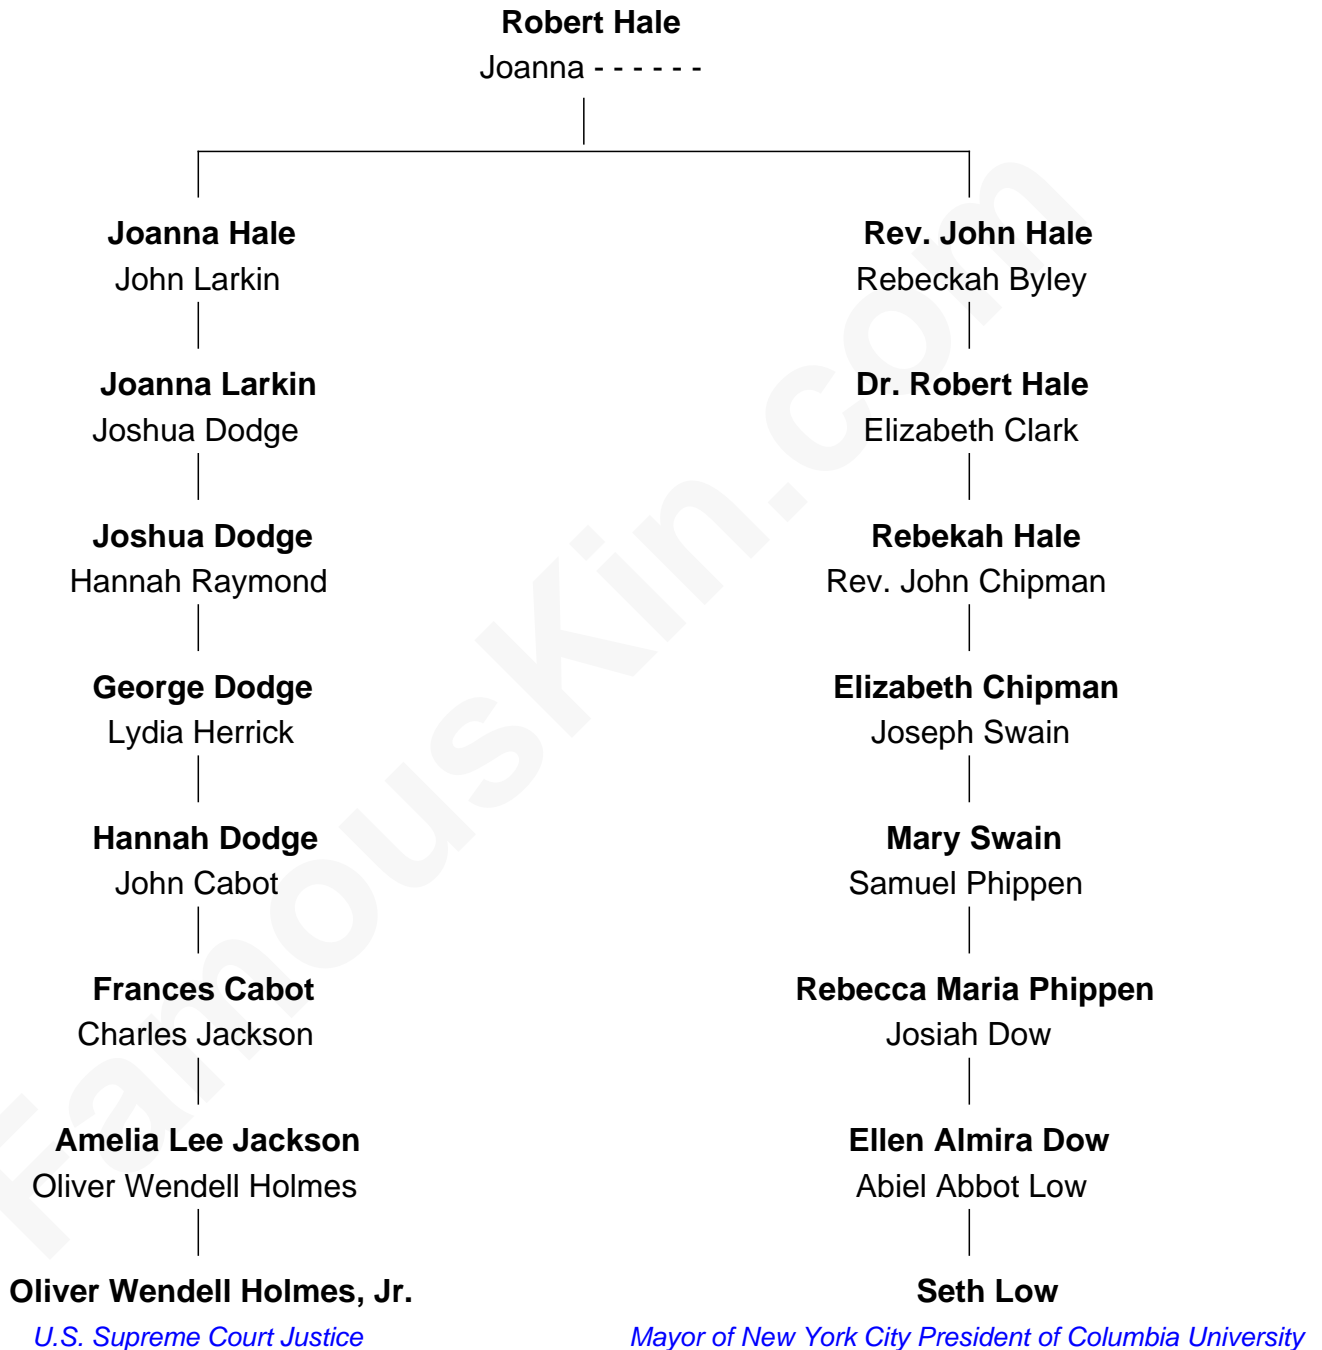 Robert Hale
Joanna - - - - - -
Joanna Hale
John Larkin
Rev. John Hale
Rebeckah Byley
Joanna Larkin
Joshua Dodge
Dr. Robert Hale
Elizabeth Clark
Joshua Dodge
Hannah Raymond
Rebekah Hale
Rev. John Chipman
George Dodge
Lydia Herrick
Elizabeth Chipman
Joseph Swain
Hannah Dodge
John Cabot
Mary Swain
Samuel Phippen
Frances Cabot
Charles Jackson
Rebecca Maria Phippen
Josiah Dow
Amelia Lee Jackson
Oliver Wendell Holmes
Ellen Almira Dow
Abiel Abbot Low
Oliver Wendell Holmes, Jr.
U.S. Supreme Court Justice
Seth Low
Mayor of New York City President of Columbia University
FamousKin.com